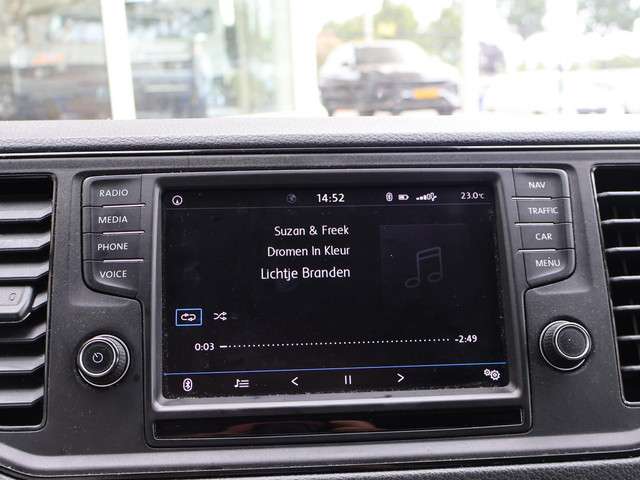 RADIO
MEDIA
PHONE
VOICE
14:52
23.0°C
Suzan & Freek
Dromen In Kleur
Lichtje Branden
0:03
-2:49
NAV
TRAFFIC
CAR
MENU